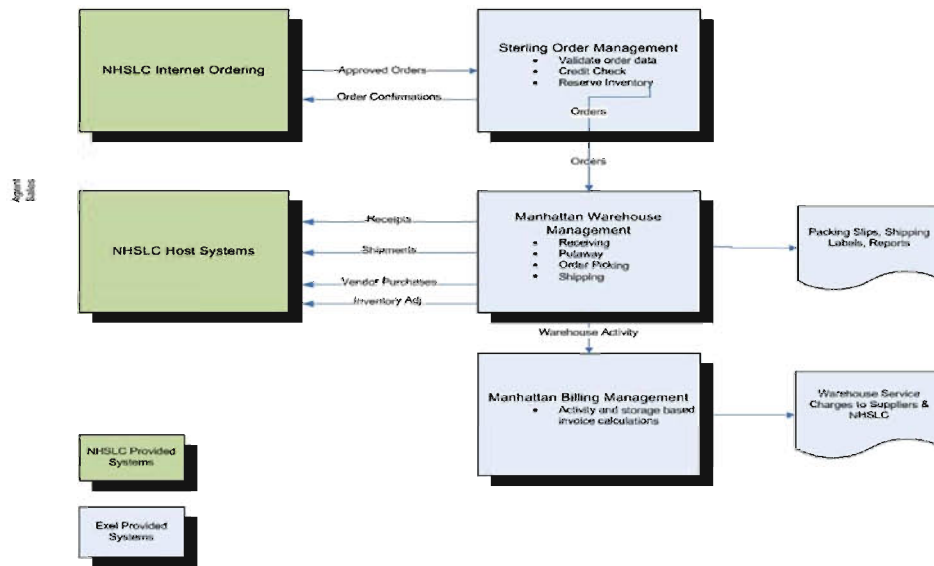 NHSLC Internet Ordering
Approved Orders
Order Confirmations
Sterling Order Management
• Validate order data
• Credit Check
• Reserve Inventory
Orders
Orders
Agent
Sales
NHSLC Host Systems
Receipts
Shipments
Vendor Purchases
Inventory Adj
Manhattan Warehouse
Management
• Receiving
• Putaway
• Order Picking
• Shipping
Packing Slips, Shipping
Labels, Reports
Warehouse Activity
Manhattan Billing Management
• Activity and storage based
invoice calculations
Warehouse Service
Charges to Suppliers &
NHSLC
NHSLC Provided
Systems
Exel Provided
Systems